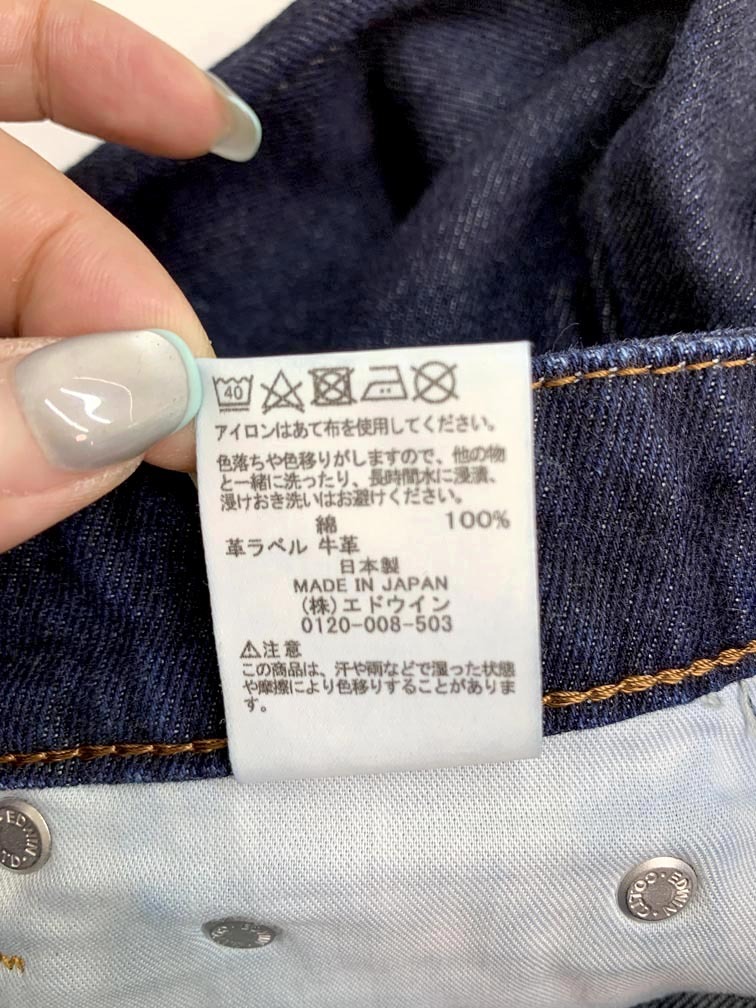 40
アイロンはあて布を使用してください。
色落ちや色移りがしますので、他の物
と一緒に洗ったり、長時間水に浸漬、
浸けおき洗いはお避けください。
綿 100%
革ラベル 牛革
日本製
MADE IN JAPAN
(株)エドウイン
0120-008-503
⚠注意
この商品は、汗や雨などで湿った状態
や摩擦により色移りすることがありま
す。
EDWIN
EDWIN・CO.LTD